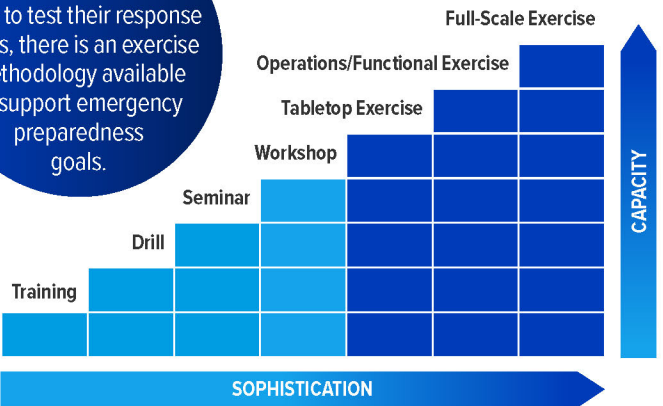 to test their response
, there is an exercise
available
support emergency
preparedness
goals.
Full-Scale Exercise
Operations/Functional Exercise
Tabletop Exercise
Workshop
Seminar
Drill
Training
CAPACITY
SOPHISTICATION